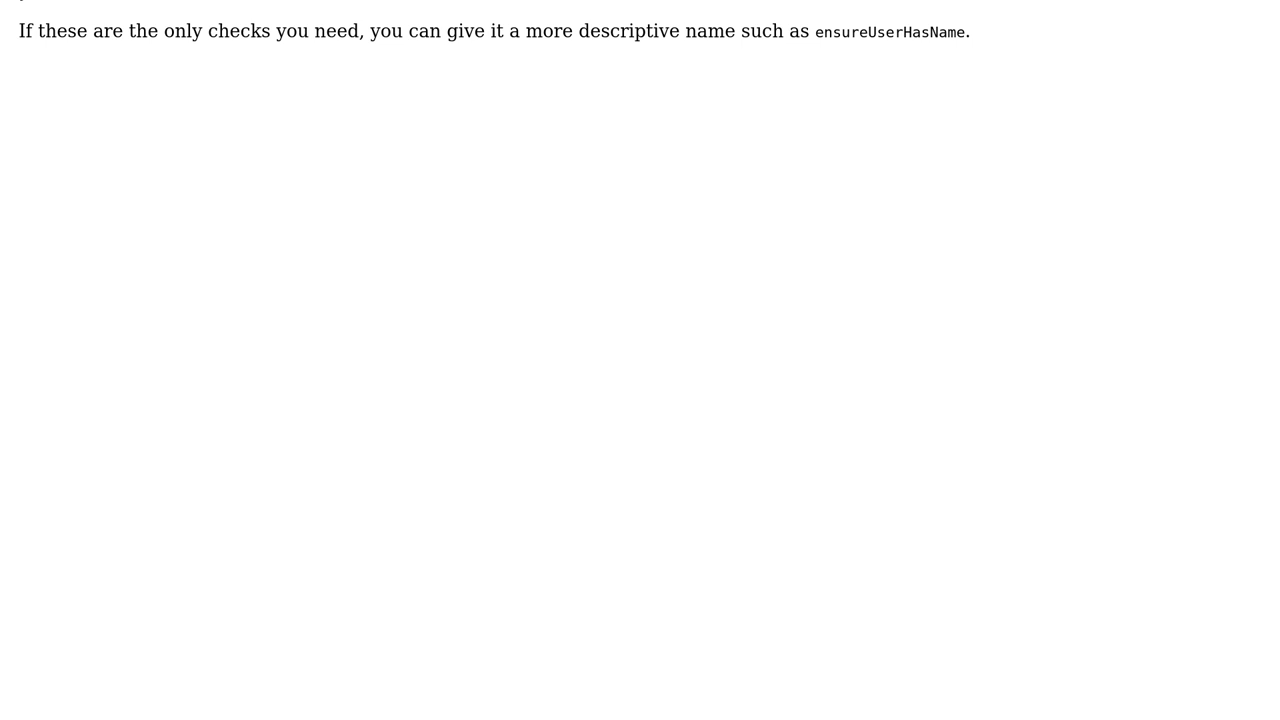 If these are the only checks you need, you can give it a more descriptive name such as ensureUserHasName.